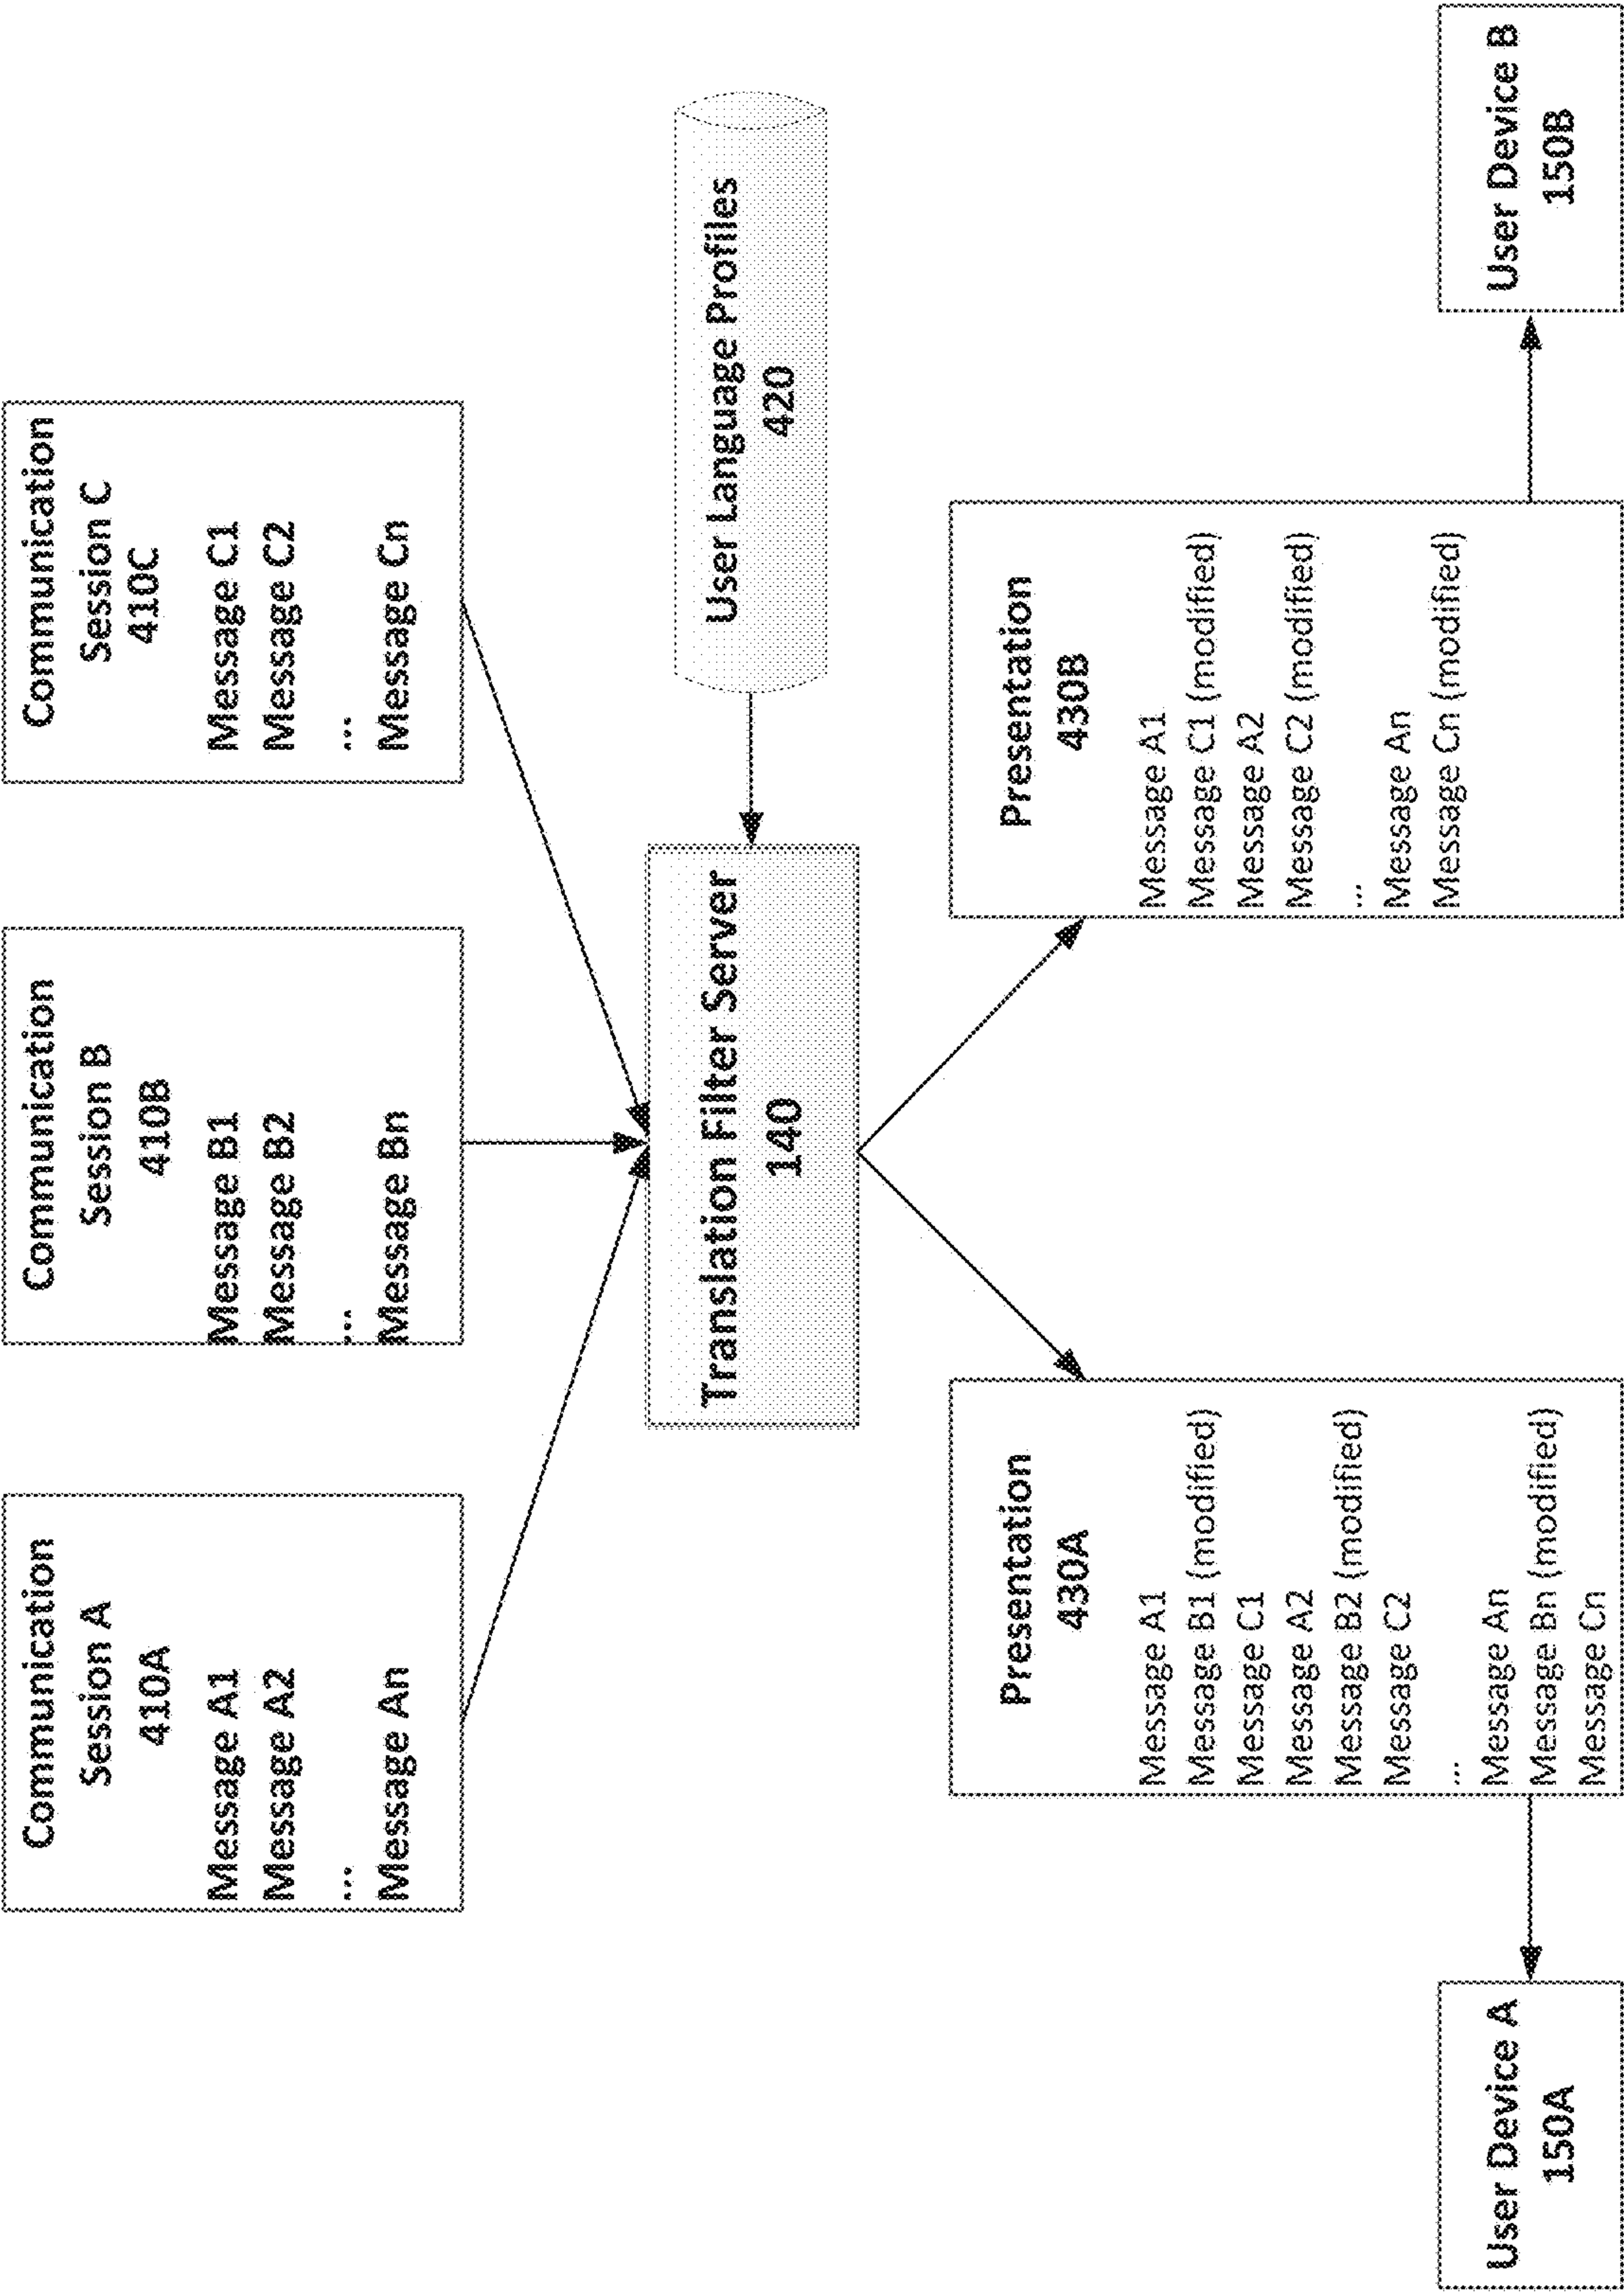 Communication
Session A
410A
Message A1
Message A2
...
Message An
Communication
Session B
410B
Message B1
Message B2
...
Message Bn
Communication
Session C
410C
Message C1
Message C2
...
Message Cn
Translation Filter Server
140
User Language Profiles
420
Presentation
430A
Message A1
Message B1 (modified)
Message C1
Message A2
Message B2 (modified)
Message C2
...
Message An
Message Bn (modified)
Message Cn
Presentation
430B
Message A1
Message C1 (modified)
Message A2
Message C2 (modified)
...
Message An
Message Cn (modified)
User Device A
150A
User Device B
150B